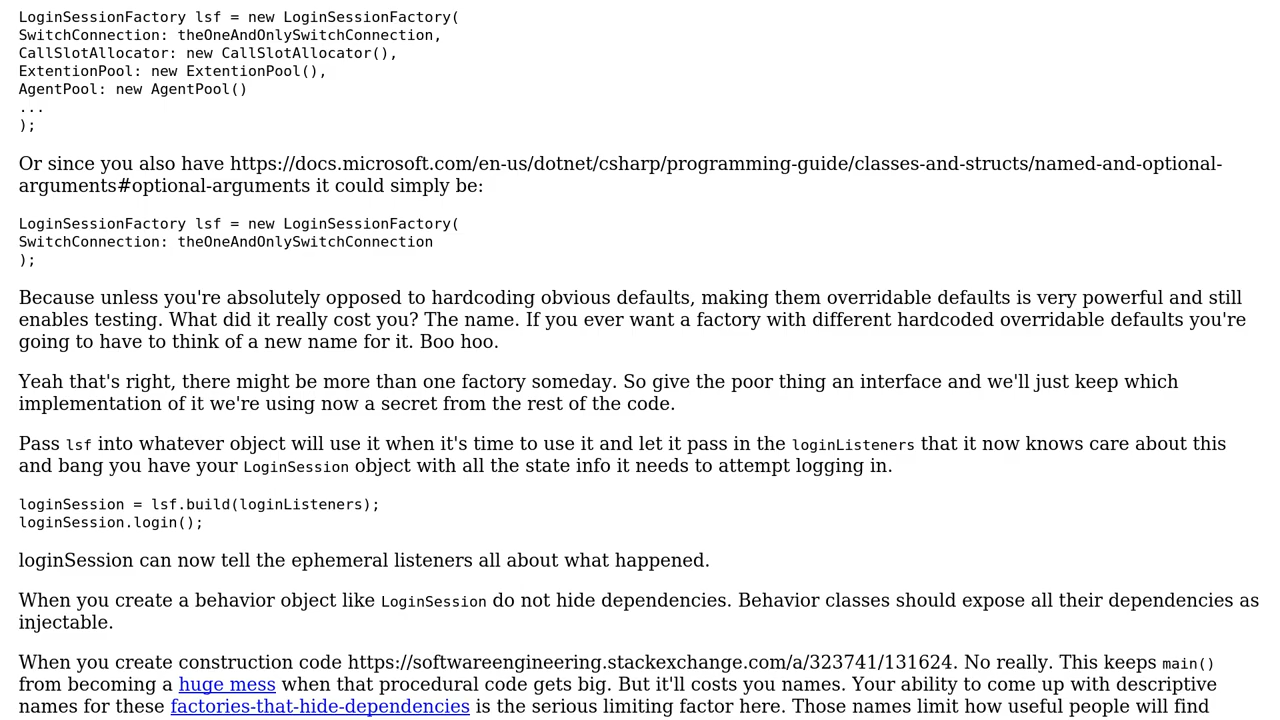 LoginSessionFactory lsf = new LoginSessionFactory(
SwitchConnection: theOneAndOnlySwitchConnection,
CallSlotAllocator: new CallSlotAllocator(),
ExtentionPool: new ExtentionPool(),
AgentPool: new AgentPool()
...
);
Or since you also have https://docs.microsoft.com/en-us/dotnet/csharp/programming-guide/classes-and-structs/named-and-optional-
arguments#optional-arguments it could simply be:
LoginSessionFactory lsf = new LoginSessionFactory(
SwitchConnection: theOneAndOnlySwitchConnection
);
Because unless you're absolutely opposed to hardcoding obvious defaults, making them overridable defaults is very powerful and still
enables testing. What did it really cost you? The name. If you ever want a factory with different hardcoded overridable defaults you're
going to have to think of a new name for it. Boo hoo.
Yeah that's right, there might be more than one factory someday. So give the poor thing an interface and we'll just keep which
implementation of it we're using now a secret from the rest of the code.
Pass lsf into whatever object will use it when it's time to use it and let it pass in the loginListeners that it now knows care about this
and bang you have your LoginSession object with all the state info it needs to attempt logging in.
loginSession = lsf.build(loginListeners);
loginSession.login();
loginSession can now tell the ephemeral listeners all about what happened.
When you create a behavior object like LoginSession do not hide dependencies. Behavior classes should expose all their dependencies as
injectable.
When you create construction code https://softwareengineering.stackexchange.com/a/323741/131624. No really. This keeps main()
from becoming a huge mess when that procedural code gets big. But it'll costs you names. Your ability to come up with descriptive
names for these factories-that-hide-dependencies is the serious limiting factor here. Those names limit how useful people will find